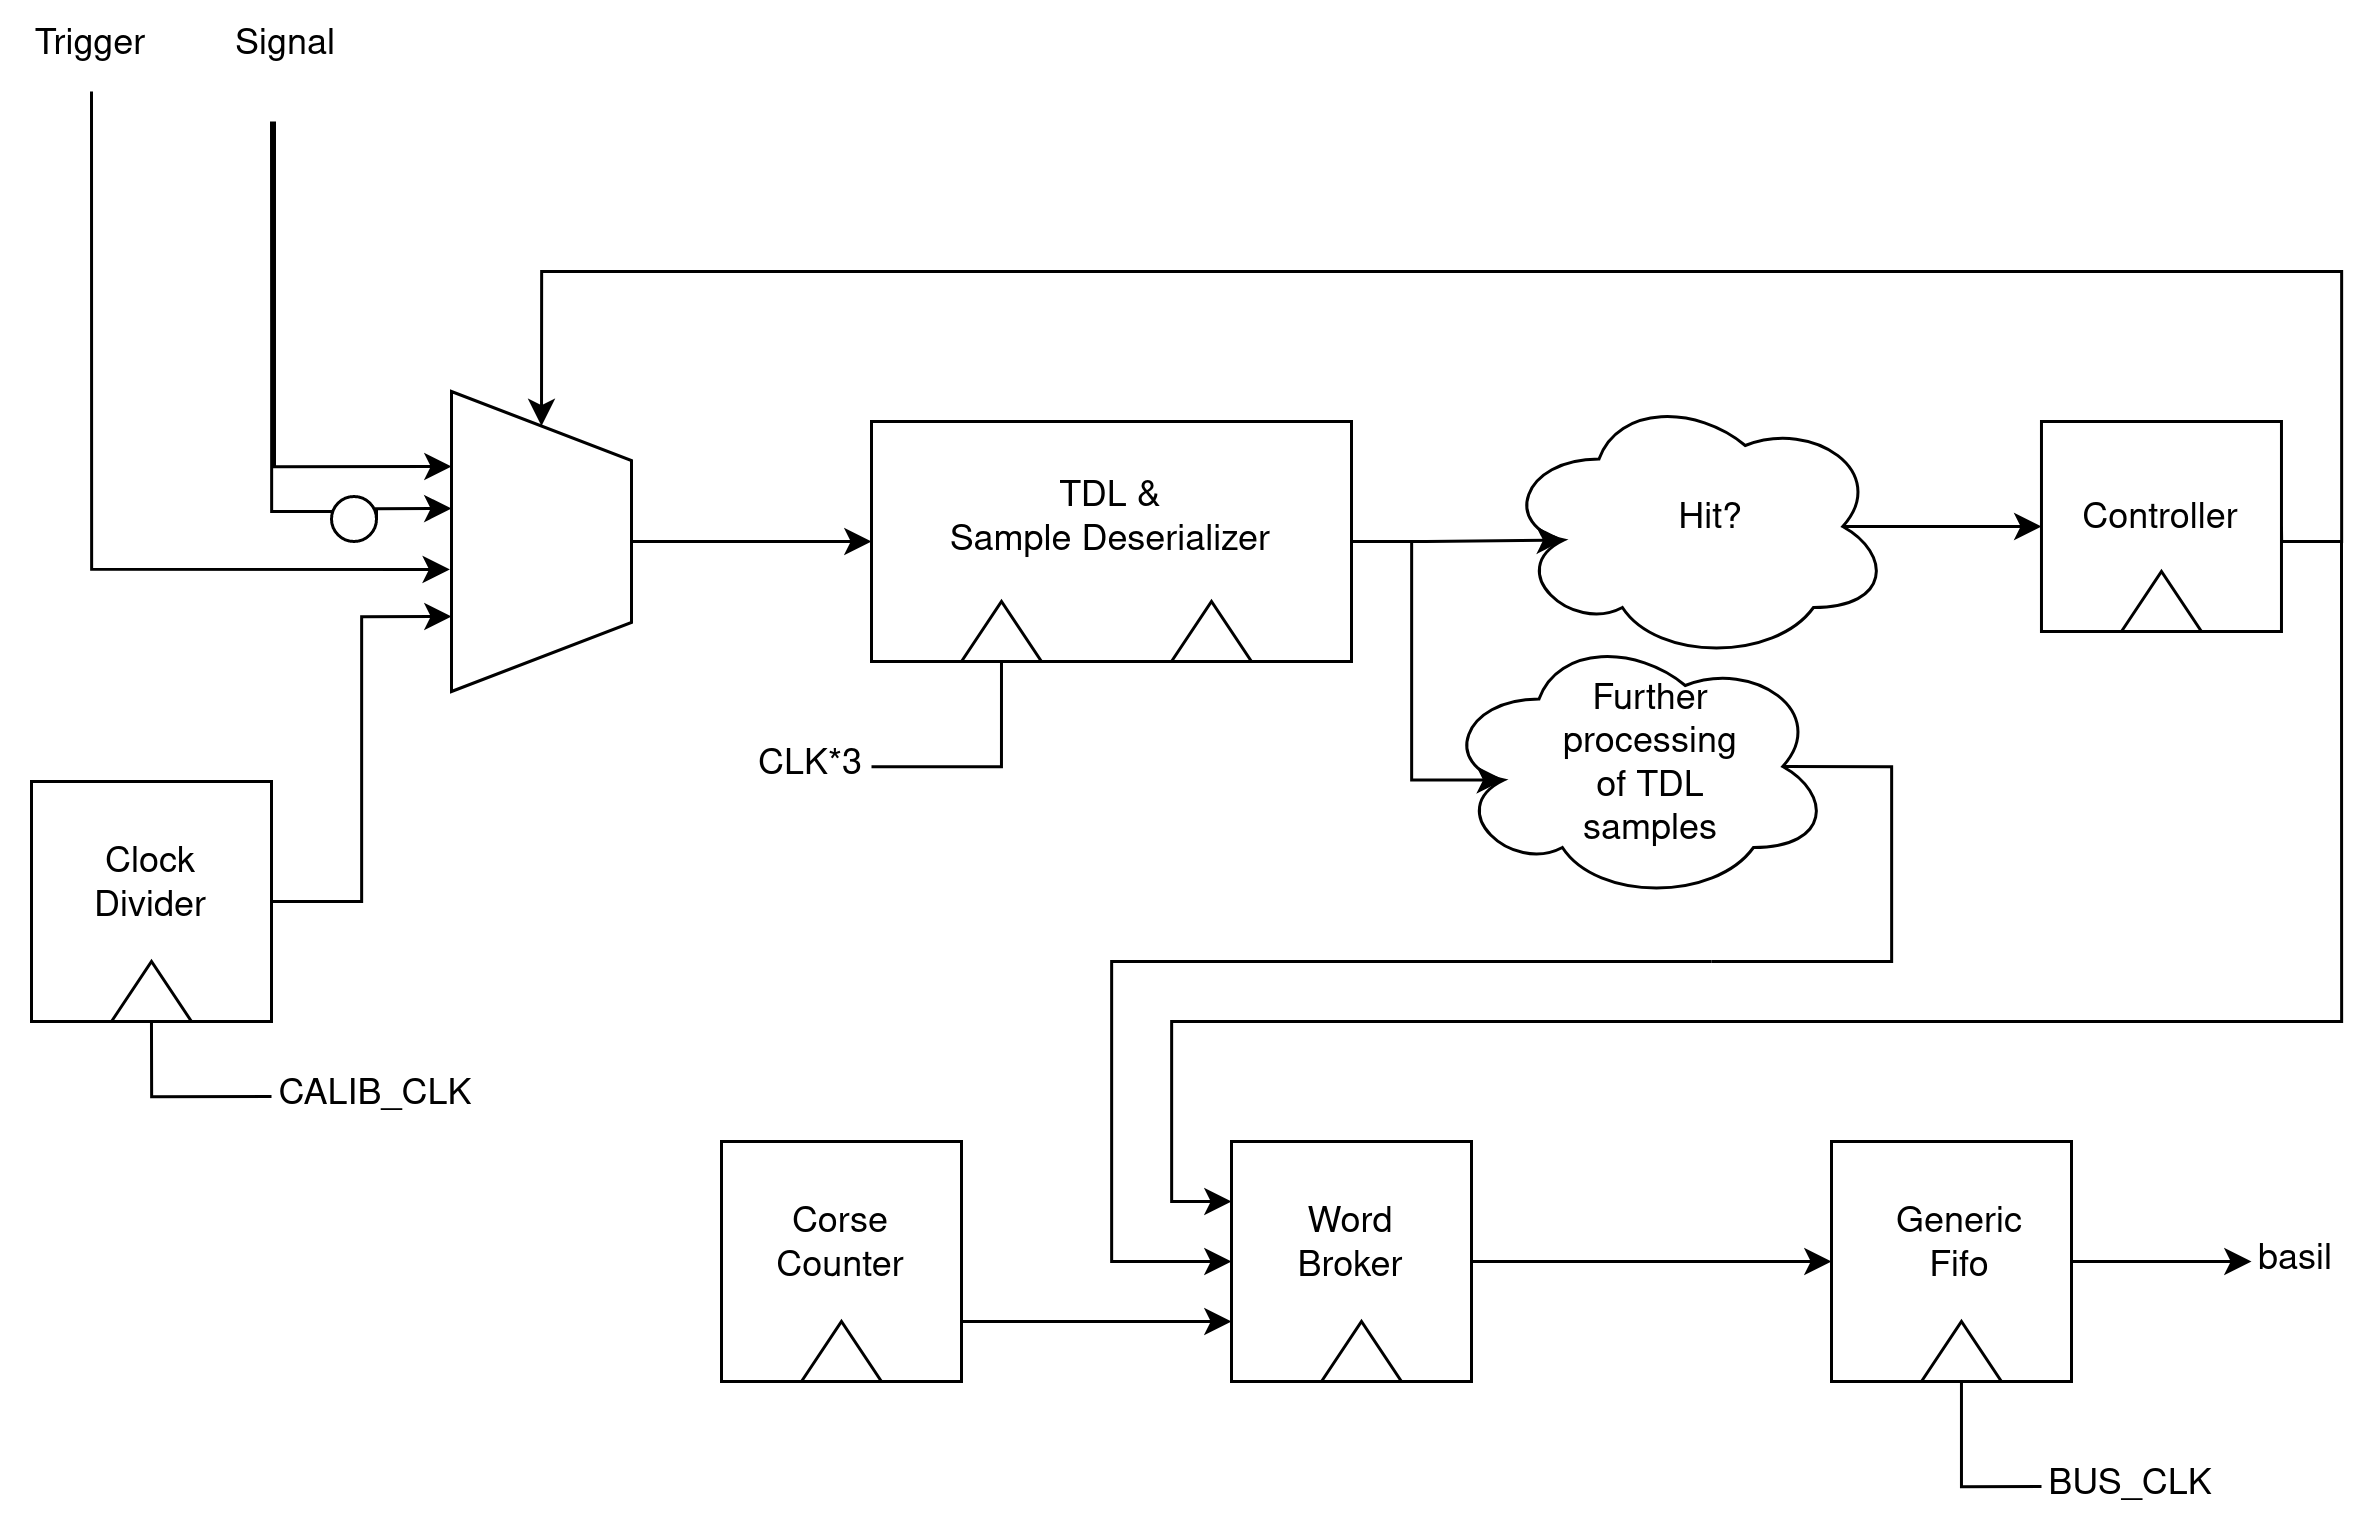 Trigger
Signal
TDL &
Sample Deserializer
Hit?
Controller
Further
processing
of TDL
samples
CLK*3
Clock
Divider
CALIB_CLK
Corse
Counter
Word
Broker
Generic
Fifo
basil
BUS_CLK